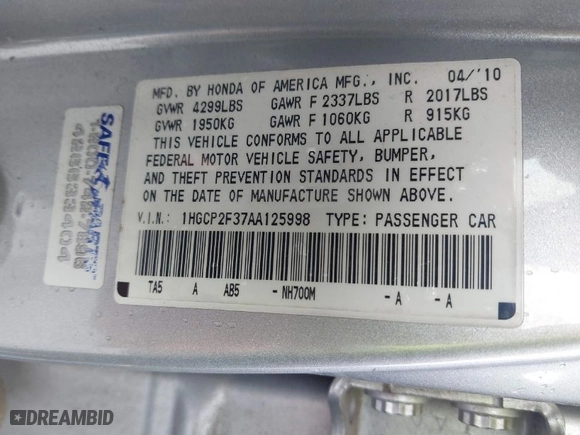 MFD. BY HONDA OF AMERICA MFG., INC. 04/'10
GVWR 4299LBS GAWR F 2337LBS R 2017LBS
GVWR 1950KG GAWR F 1060KG R 915KG
THIS VEHICLE CONFORMS TO ALL APPLICABLE
FEDERAL MOTOR VEHICLE SAFETY, BUMPER,
AND THEFT PREVENTION STANDARDS IN EFFECT
ON THE DATE OF MANUFACTURE SHOWN ABOVE.
V.I.N.: 1HGCP2F37AA125998 TYPE: PASSENGER CAR
TA5 A AB5 - NH700M - A - A
DREAMBID